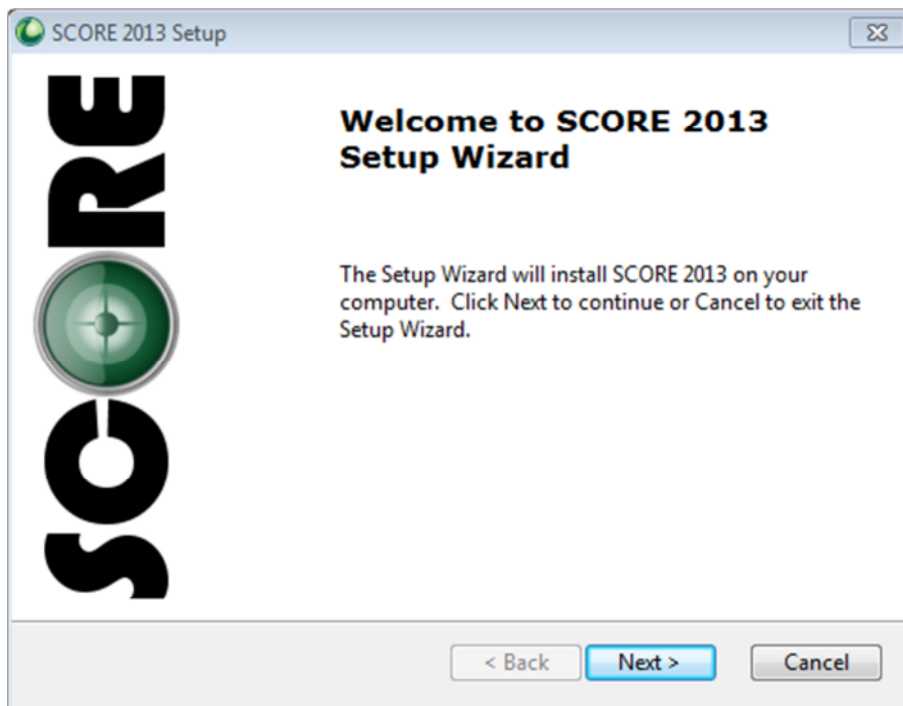 SCORE 2013 Setup
SCORE
Welcome to SCORE 2013
Setup Wizard
The Setup Wizard will install SCORE 2013 on your
computer.  Click Next to continue or Cancel to exit the
Setup Wizard.
< Back
Next >
Cancel